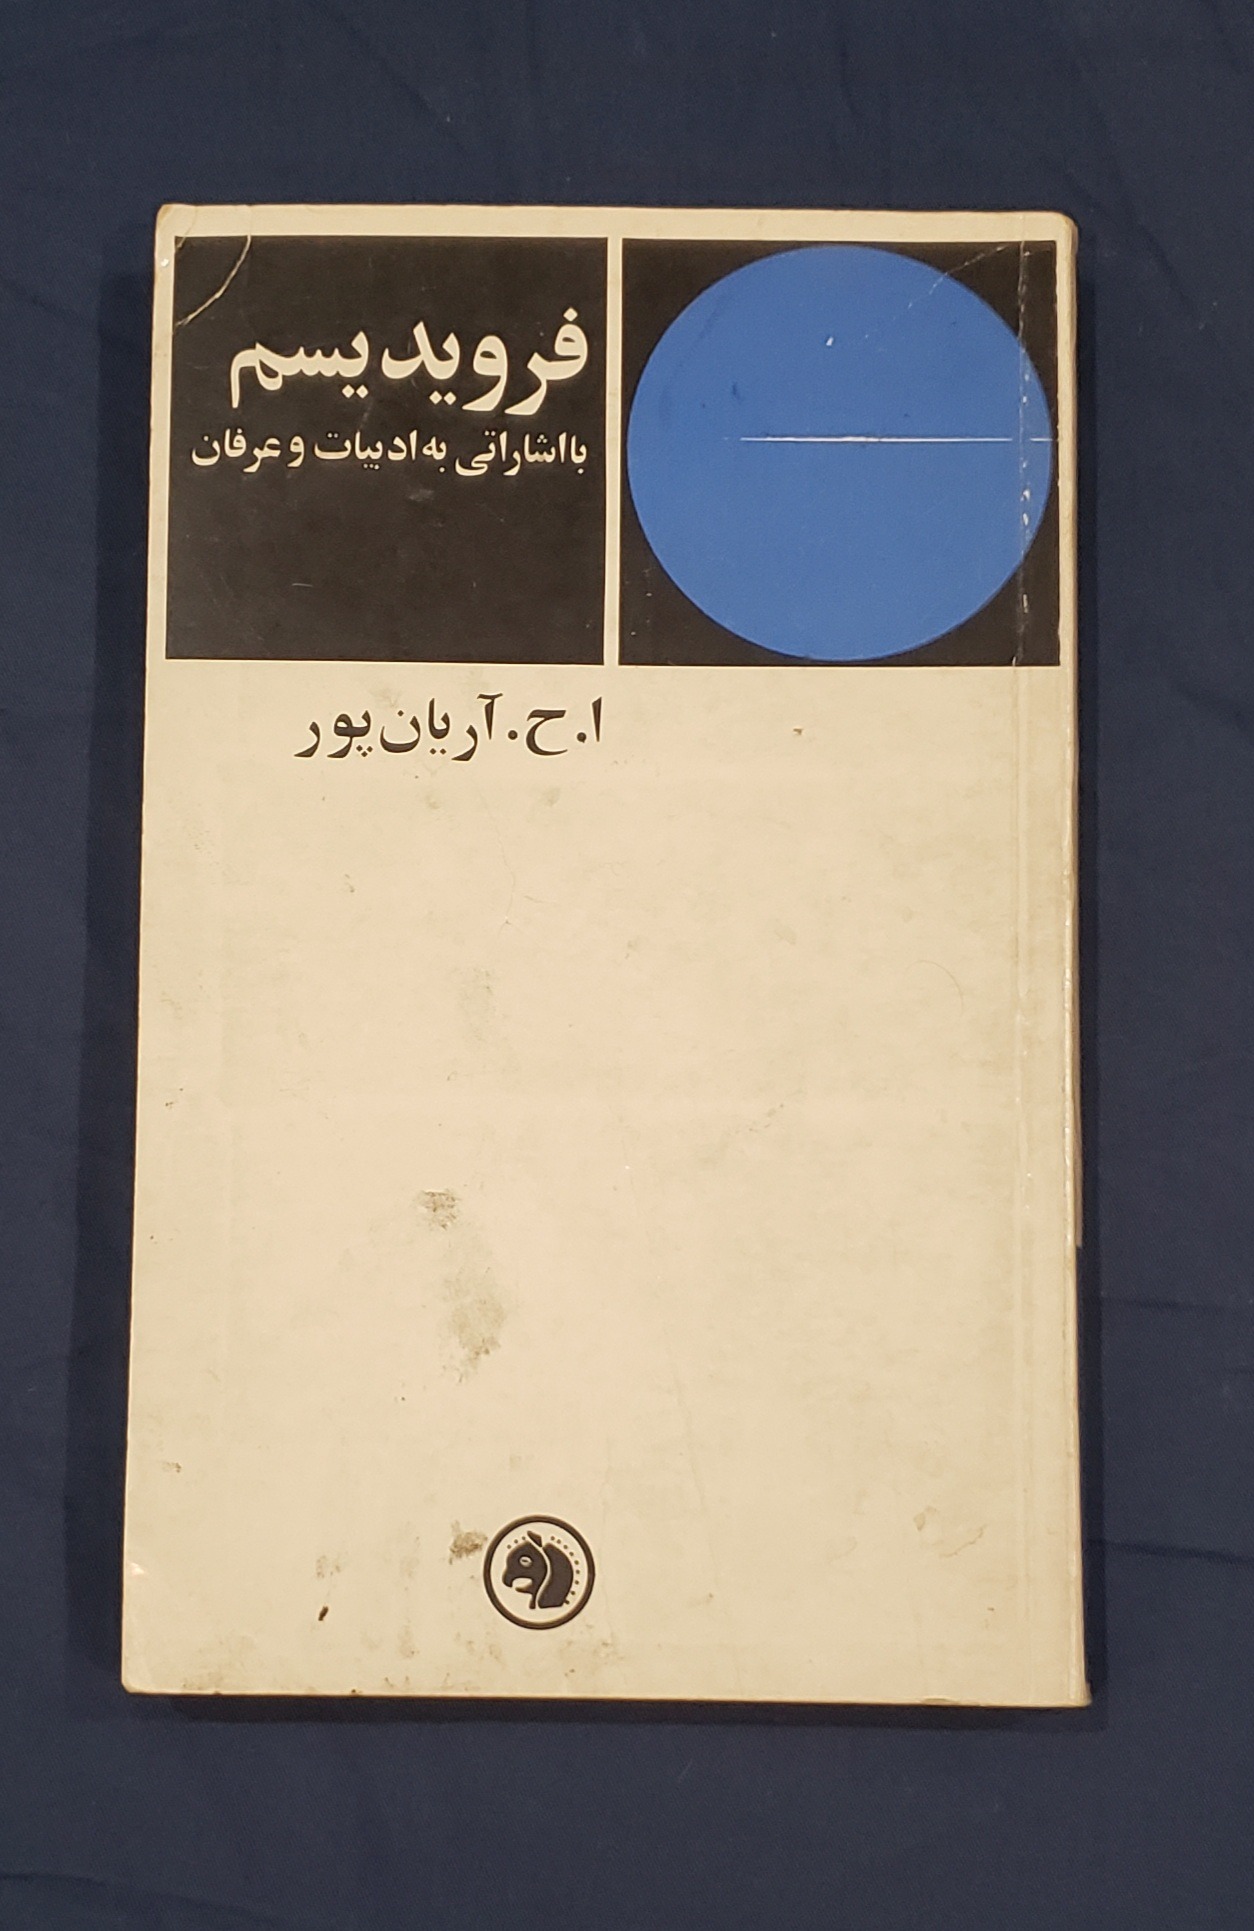 فرویدیسم
با اشاراتی به ادبیات و عرفان
ا. ح. آریان‌پور